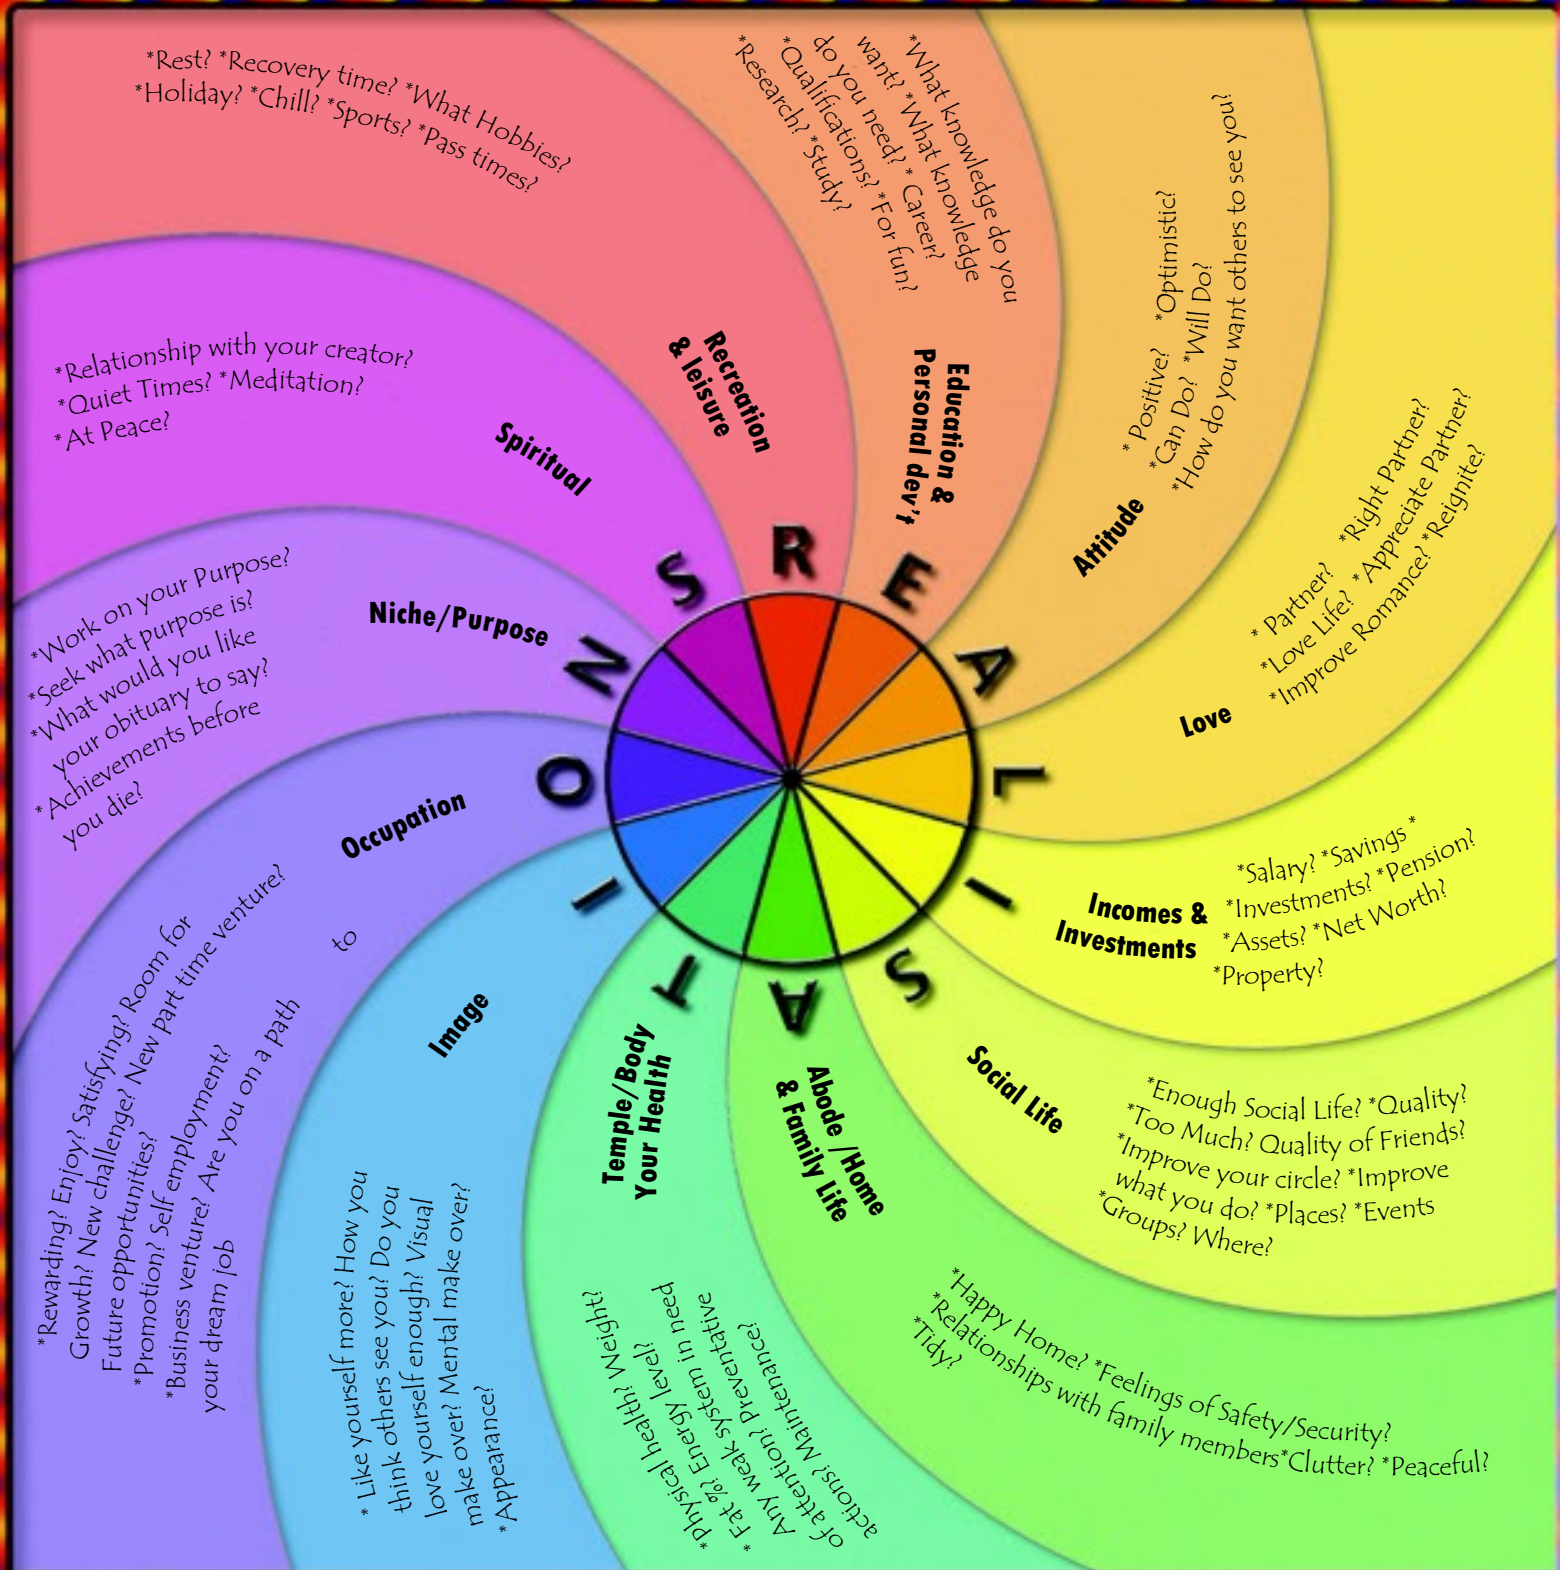 *Rest? *Recovery time? *What Hobbies?
*Holiday? *Chill? *Sports? *Pass times?
Recreation
& leisure
*What knowledge do you
want? *What knowledge
do you need? * Career?
*Qualifications? *For fun?
*Research? *Study?
Education &
Personal dev't
* Positive? *Optimistic?
*Can Do? *Will Do?
*How do you want others to see you?
Attitude
* Partner? *Right Partner?
*Love Life? *Appreciate Partner?
*Improve Romance? *Reignite?
Love
*Salary? *Savings *
*Investments? *Pension?
*Assets? *Net Worth?
*Property?
Incomes &
Investments
Social Life
*Enough Social Life? *Quality?
*Too Much? Quality of Friends?
*Improve your circle? *Improve
what you do? *Places? *Events
*Groups? Where?
Abode /Home
& Family Life
*Happy Home? *Feelings of Safety/Security?
*Relationships with family members*Clutter? *Peaceful?
*Tidy?
Temple/Body
Your Health
*Physical health? Weight?
* Fat %? Energy level?
Any weak system in need
of attention? Preventative
actions? Maintenance?
Image
* Like yourself more? How you
think others see you? Do you
love yourself enough? Visual
make over? Mental make over?
*Appearance?
Occupation
*Rewarding? Enjoy? Satisfying? Room for
Growth? New challenge? New part time venture?
Future opportunities?
*Promotion? Self employment?
*Business venture? Are you on a path
to
your dream job
Niche/Purpose
*Work on your Purpose?
*Seek what purpose is?
*What would you like
your obituary to say?
*Achievements before
you die?
Spiritual
*Relationship with your creator?
*Quiet Times? *Meditation?
*At Peace?
R E A L I S A T I O N S